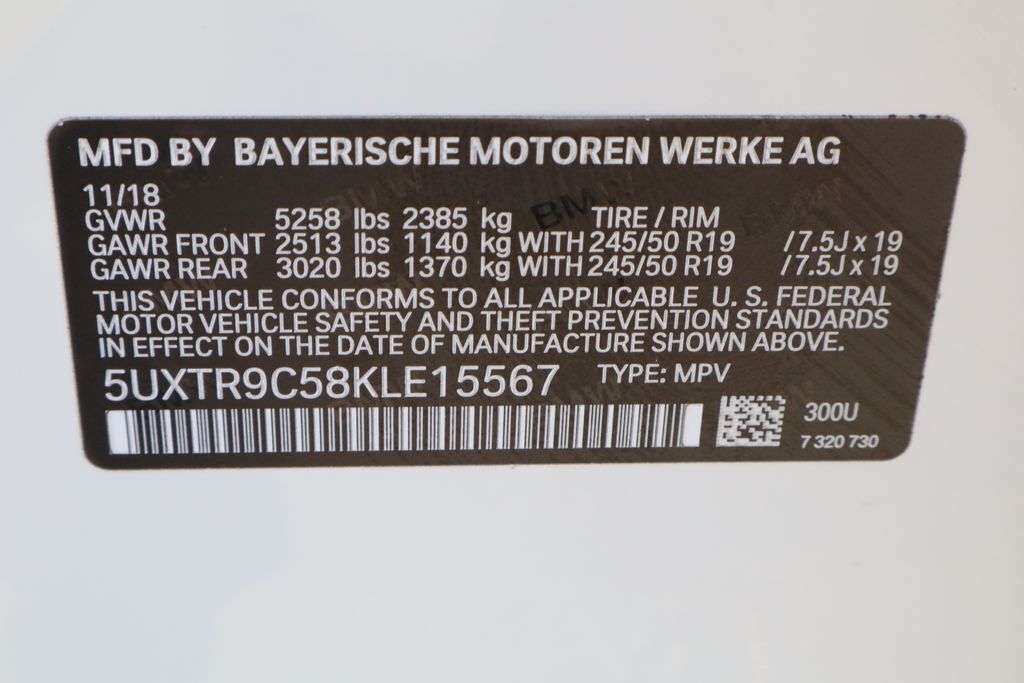 MFD BY BAYERISCHE MOTOREN WERKE AG
11/18
GVWR 5258 lbs 2385 kg TIRE / RIM
GAWR FRONT 2513 lbs 1140 kg WITH 245/50 R19 /7.5J x 19
GAWR REAR 3020 lbs 1370 kg WITH 245/50 R19 /7.5J x 19
THIS VEHICLE CONFORMS TO ALL APPLICABLE U. S. FEDERAL
MOTOR VEHICLE SAFETY AND THEFT PREVENTION STANDARDS
IN EFFECT ON THE DATE OF MANUFACTURE SHOWN ABOVE.
5UXTR9C58KLE15567 TYPE: MPV
300U
7 320 730